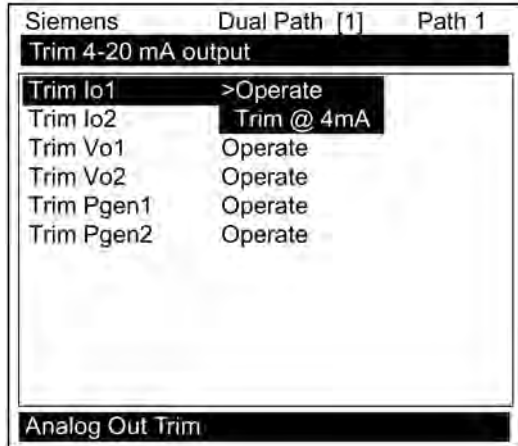 Siemens Dual Path [1] Path 1
Trim 4-20 mA output
Trim Io1 >Operate
Trim Io2 Trim @ 4mA
Trim Vo1 Operate
Trim Vo2 Operate
Trim Pgen1 Operate
Trim Pgen2 Operate
Analog Out Trim